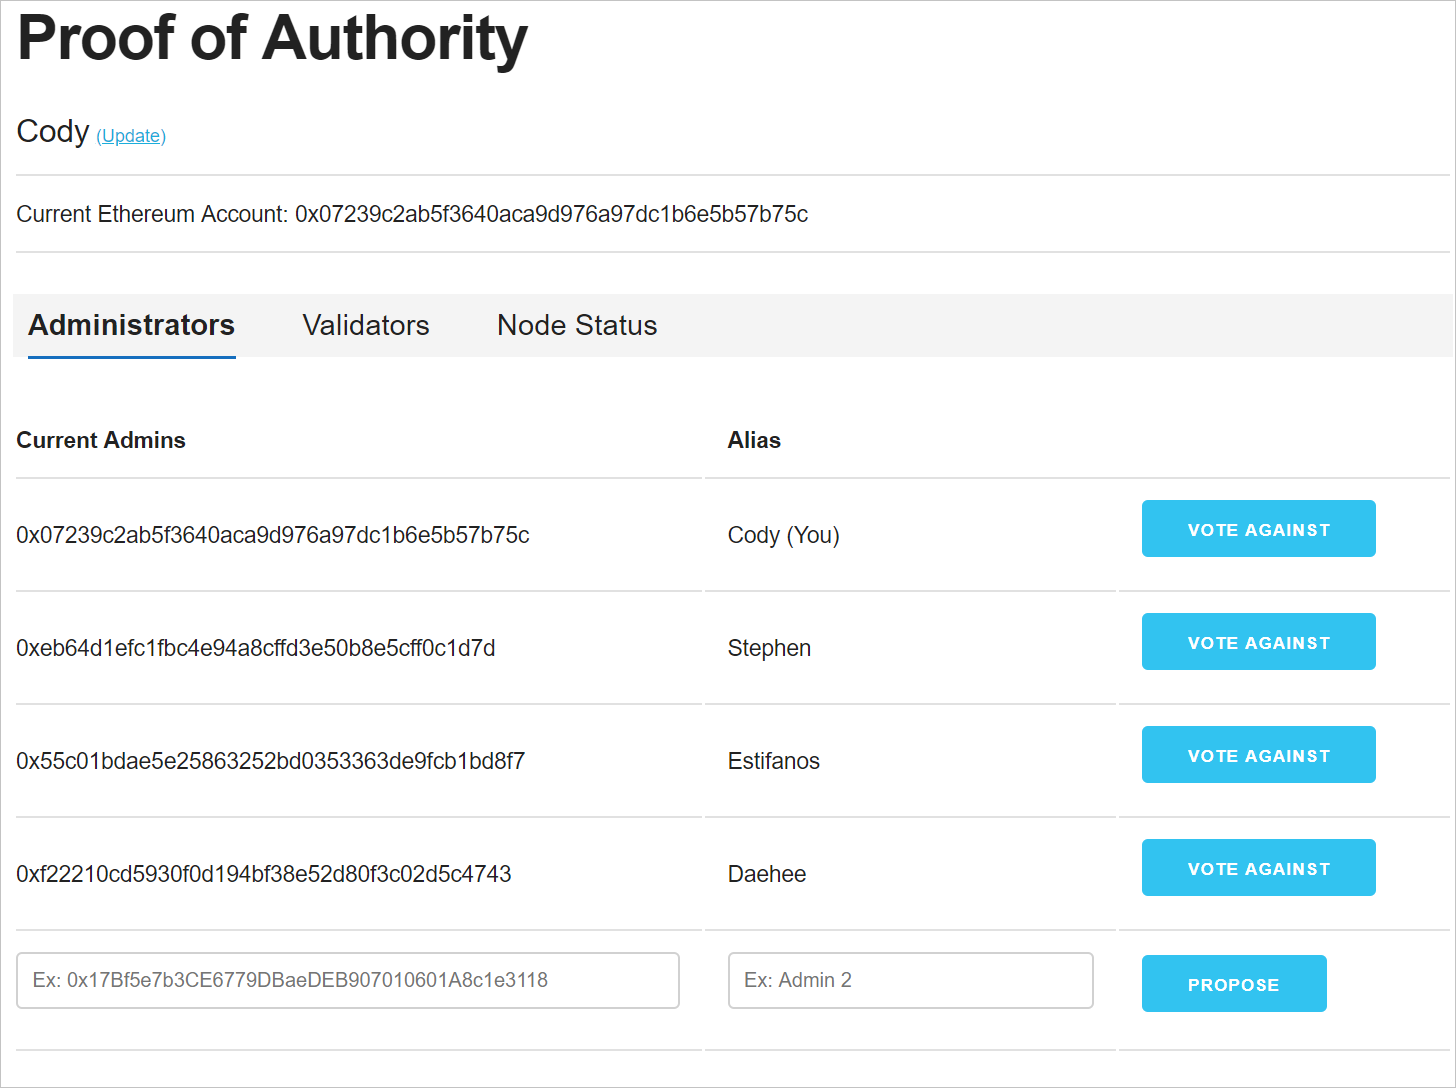 Proof of Authority
Cody (Update)
Current Ethereum Account: 0x07239c2ab5f3640aca9d976a97dc1b6e5b57b75c
Administrators Validators Node Status
Current Admins Alias
0x07239c2ab5f3640aca9d976a97dc1b6e5b57b75c Cody (You) VOTE AGAINST
0xeb64d1efc1fbc4e94a8cffd3e50b8e5cff0c1d7d Stephen VOTE AGAINST
0x55c01bdae5e25863252bd0353363de9fcb1bd8f7 Estifanos VOTE AGAINST
0xf22210cd5930f0d194bf38e52d80f3c02d5c4743 Daehee VOTE AGAINST
Ex: 0x17Bf5e7b3CE6779DBaeDEB907010601A8c1e3118 Ex: Admin 2 PROPOSE